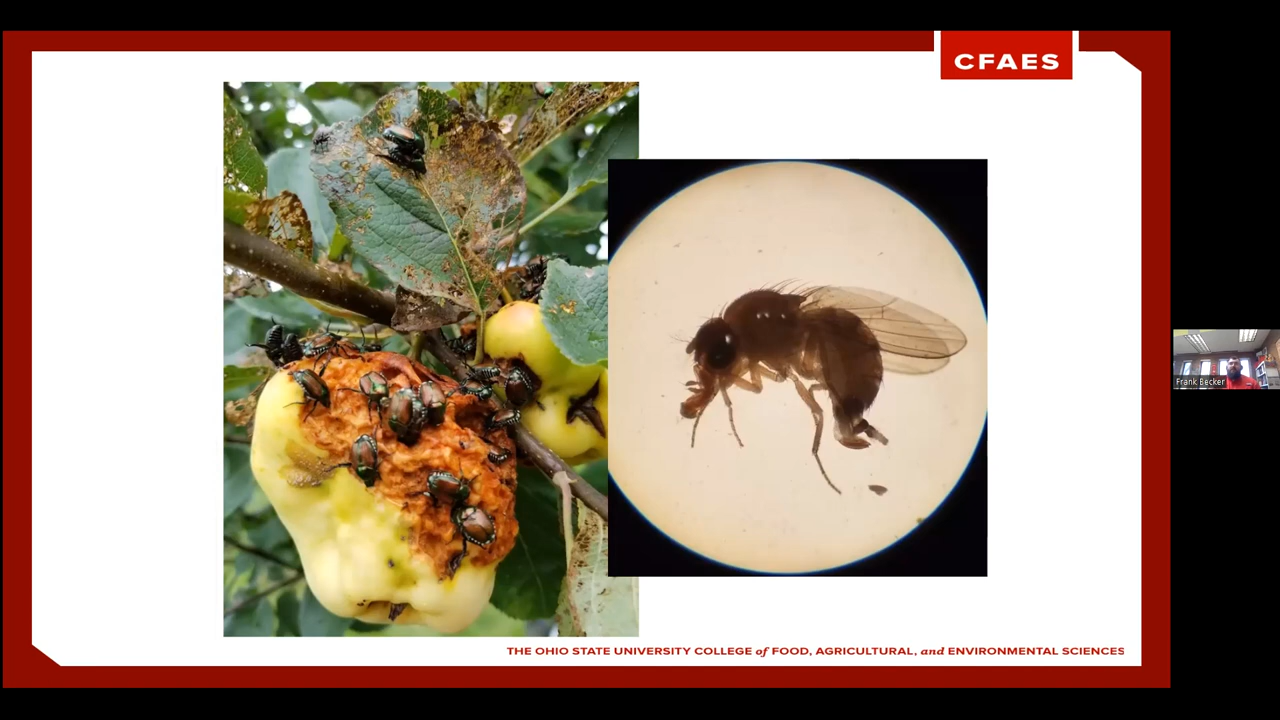 CFAES
Frank Becker
THE OHIO STATE UNIVERSITY COLLEGE of FOOD, AGRICULTURAL, and ENVIRONMENTAL SCIENCES